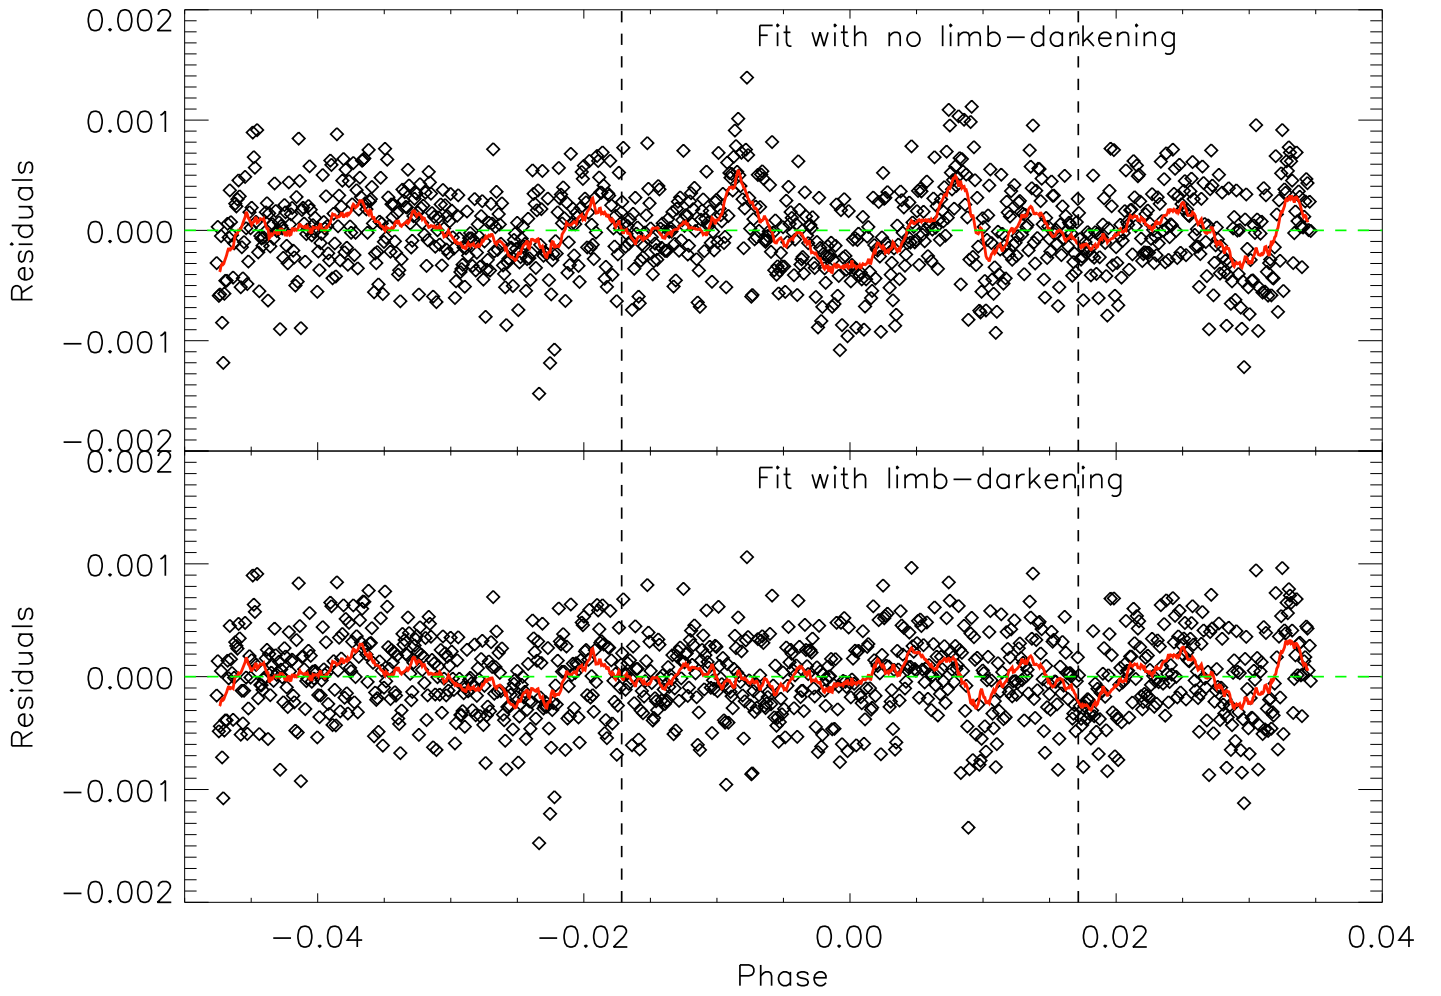 0.002
Fit with no limb-darkening
0.001
0.000
-0.001
-0.002
Residuals
0.002
Fit with limb-darkening
0.001
0.000
-0.001
-0.002
Residuals
-0.04 -0.02 0.00 0.02 0.04
Phase